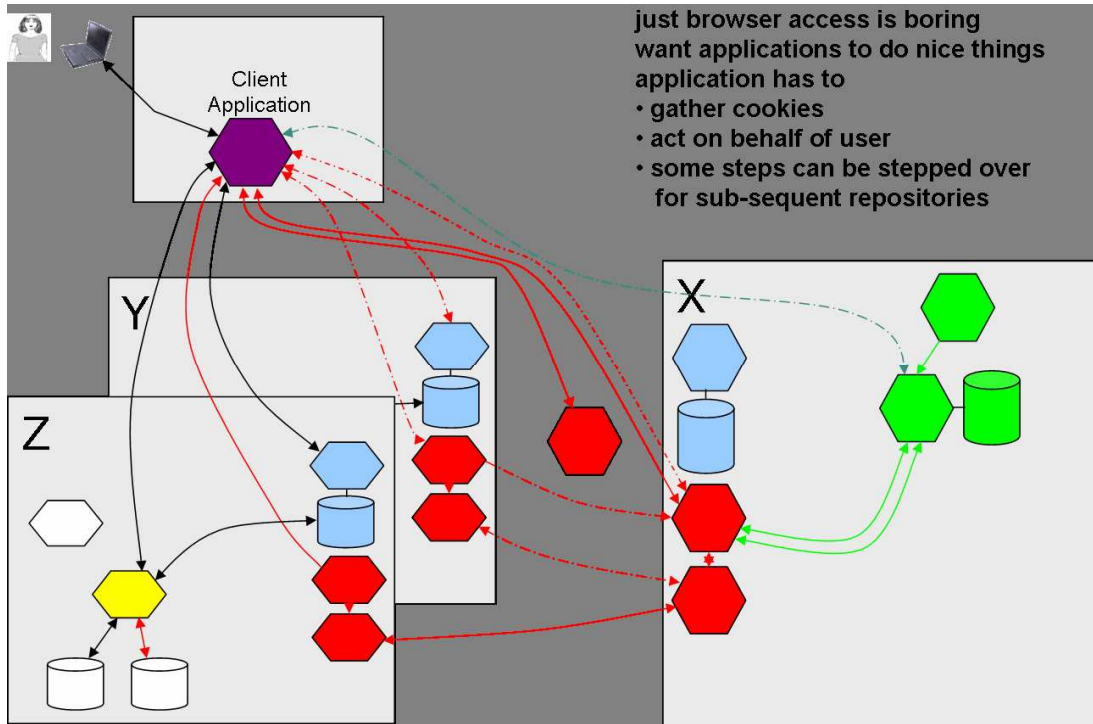 just browser access is boring
want applications to do nice things
application has to
• gather cookies
• act on behalf of user
• some steps can be stepped over
for sub-sequent repositories
Client
Application
Y
X
Z